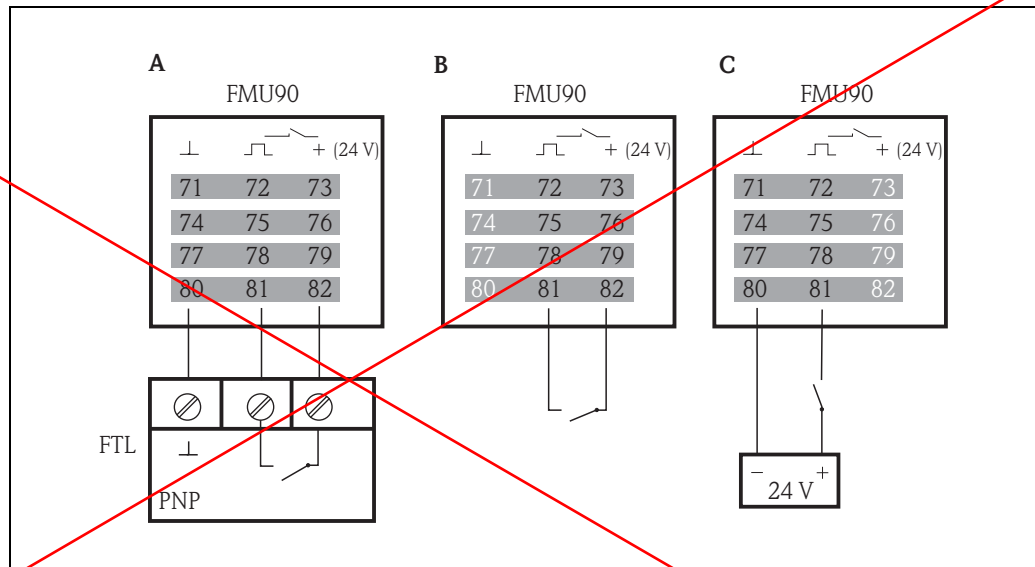 A
B
C
FMU90
FMU90
FMU90
+ (24 V)
+ (24 V)
+ (24 V)
71 72 73
74 75 76
77 78 79
80 81 82
71 72 73
74 75 76
77 78 79
80 81 82
71 72 73
74 75 76
77 78 79
80 81 82
FTL
PNP
- +
24 V